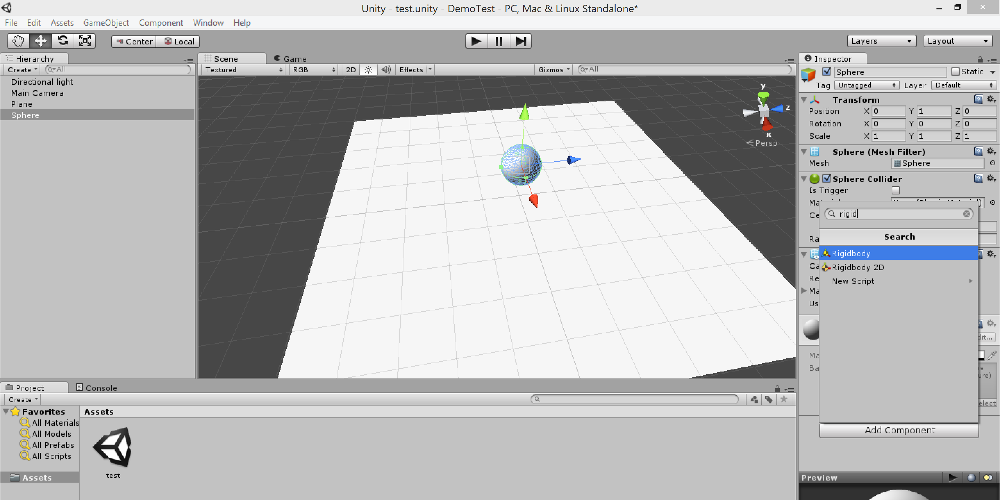 Unity - test.unity - DemoTest - PC, Mac & Linux Standalone*
File Edit Assets GameObject Component Window Help
Center Local Layers Layout
Hierarchy
Create All
Directional light
Main Camera
Plane
Sphere
Scene Game
Textured RGB 2D Effects Gizmos All
y
z
x
Persp
Inspector
Sphere Static
Tag Untagged Layer Default
Transform
Position X 0 Y 1 Z 0
Rotation X 0 Y 0 Z 0
Scale X 1 Y 1 Z 1
Sphere (Mesh Filter)
Mesh Sphere
Sphere Collider
Is Trigger
Ma
Ce
Ra
Ca
Re
Ma
Us
Ma
Ba
rigid
Search
Rigidbody
Rigidbody 2D
New Script
dit...
ure)
elect
Add Component
Preview
Project Console
Create
Favorites
All Materials
All Models
All Prefabs
All Scripts
Assets
Assets
test